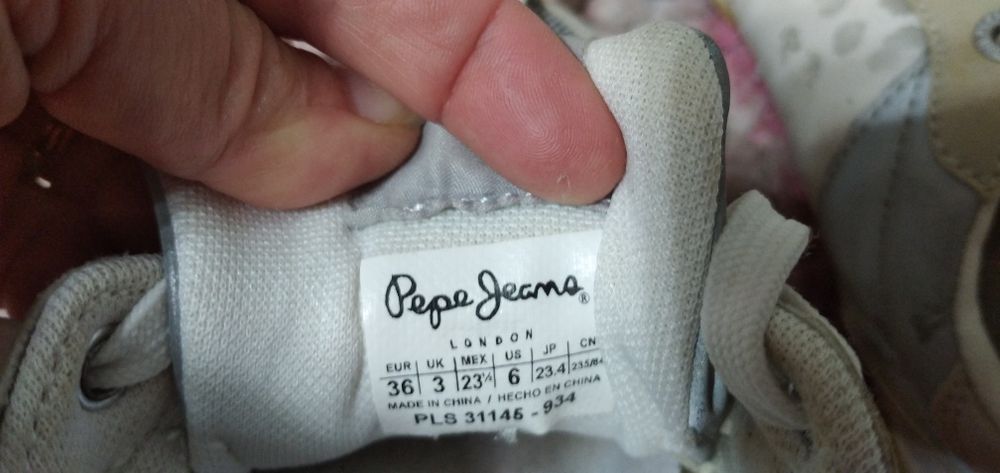 Pepe Jeans®
LONDON
EUR UK MEX US JP CN
36 3 23¼ 6 23.4 235/84
MADE IN CHINA / HECHO EN CHINA
PLS 31145 - 934